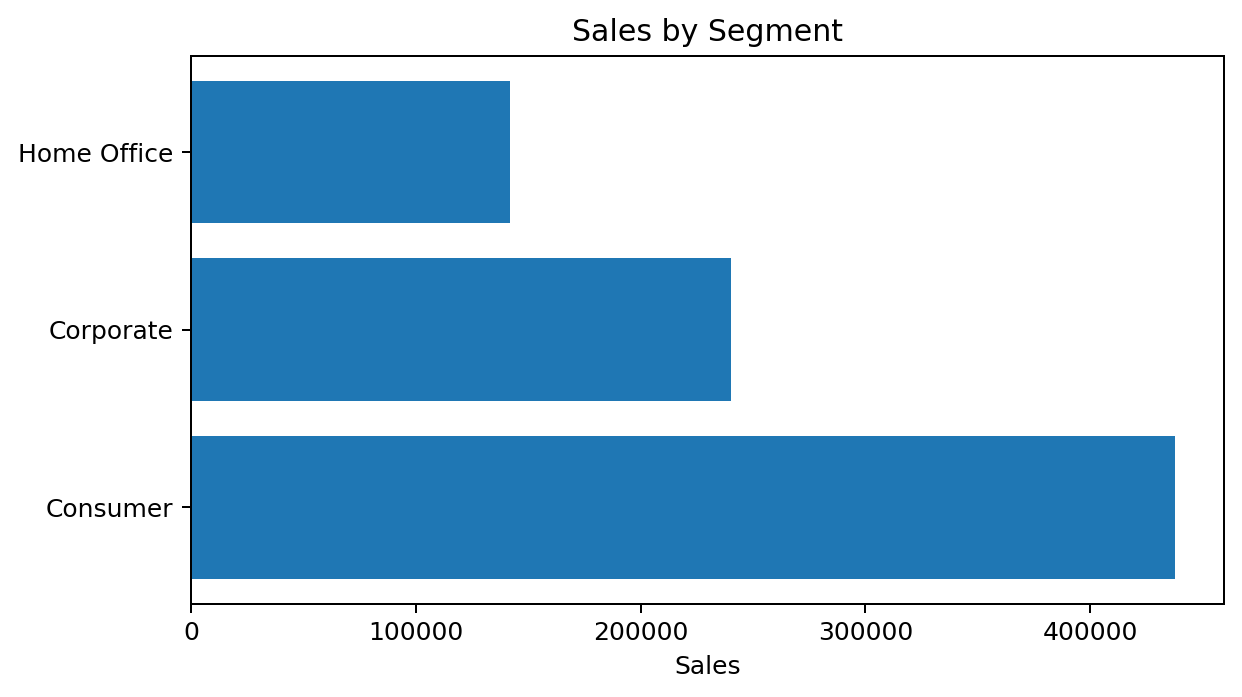 Sales by Segment
Home Office
Corporate
Consumer
0 100000 200000 300000 400000
Sales